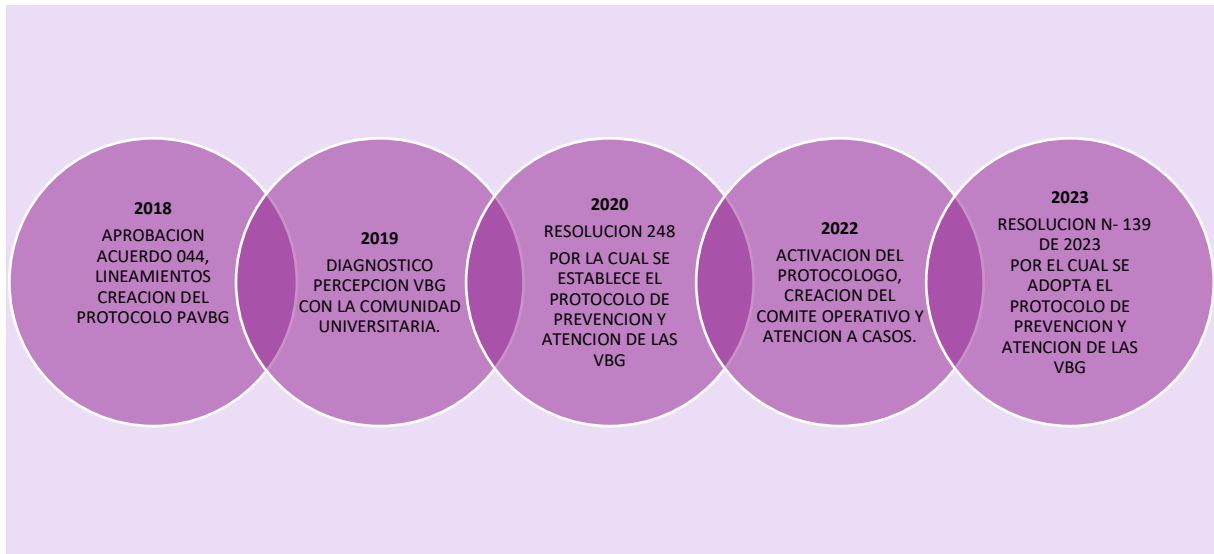 2018
APROBACION
ACUERDO 044,
LINEAMIENTOS
CREACION DEL
PROTOCOLO PAVBG
2019
DIAGNOSTICO
PERCEPCION VBG
CON LA COMUNIDAD
UNIVERSITARIA.
2020
RESOLUCION 248
POR LA CUAL SE
ESTABLECE EL
PROTOCOLO DE
PREVENCION Y
ATENCION DE LAS
VBG
2022
ACTIVACION DEL
PROTOCOLOGO,
CREACION DEL
COMITE OPERATIVO Y
ATENCION A CASOS.
2023
RESOLUCION N- 139
DE 2023
POR EL CUAL SE
ADOPTA EL
PROTOCOLO DE
PREVENCION Y
ATENCION DE LAS
VBG